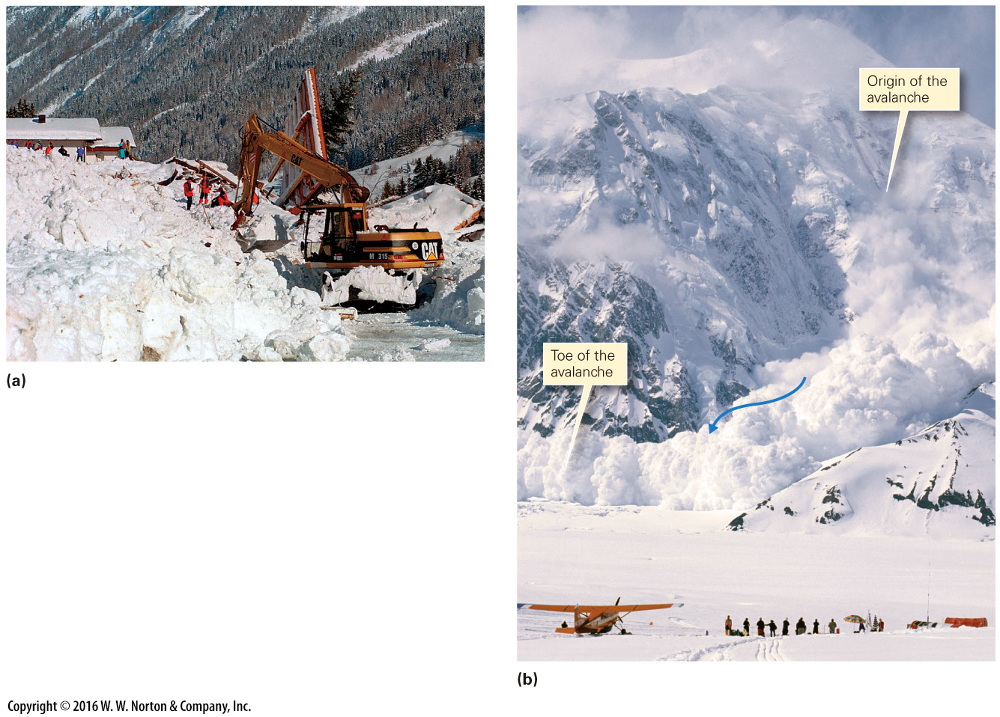 CAT
M 315
CAT
(a)
Origin of the
avalanche
Toe of the
avalanche
(b)
Copyright © 2016 W. W. Norton & Company, Inc.